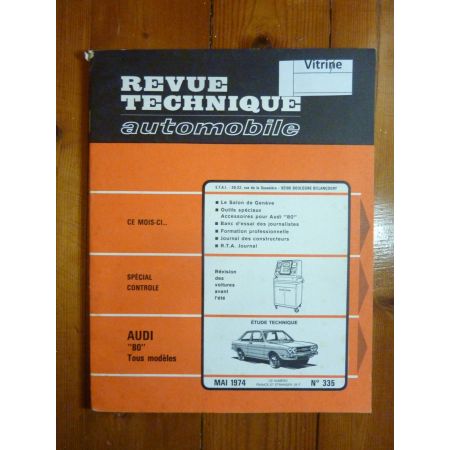 Vitrine
REVUE
TECHNIQUE
automobile
E.T.A.I. - 20-22, rue de la Saussière - 92100 BOULOGNE-BILLANCOURT
CE MOIS-CI...
■ Le Salon de Genève
■ Outils spéciaux
Accessoires pour Audi "80"
■ Banc d'essai des journalistes
■ Formation professionnelle
■ Journal des constructeurs
■ R.T.A. Journal
SPÉCIAL
CONTROLE
Révision
des
voitures
avant
l'été
AUDI
"80"
Tous modèles
ÉTUDE TECHNIQUE
MAI 1974
CE NUMÉRO
N° 335